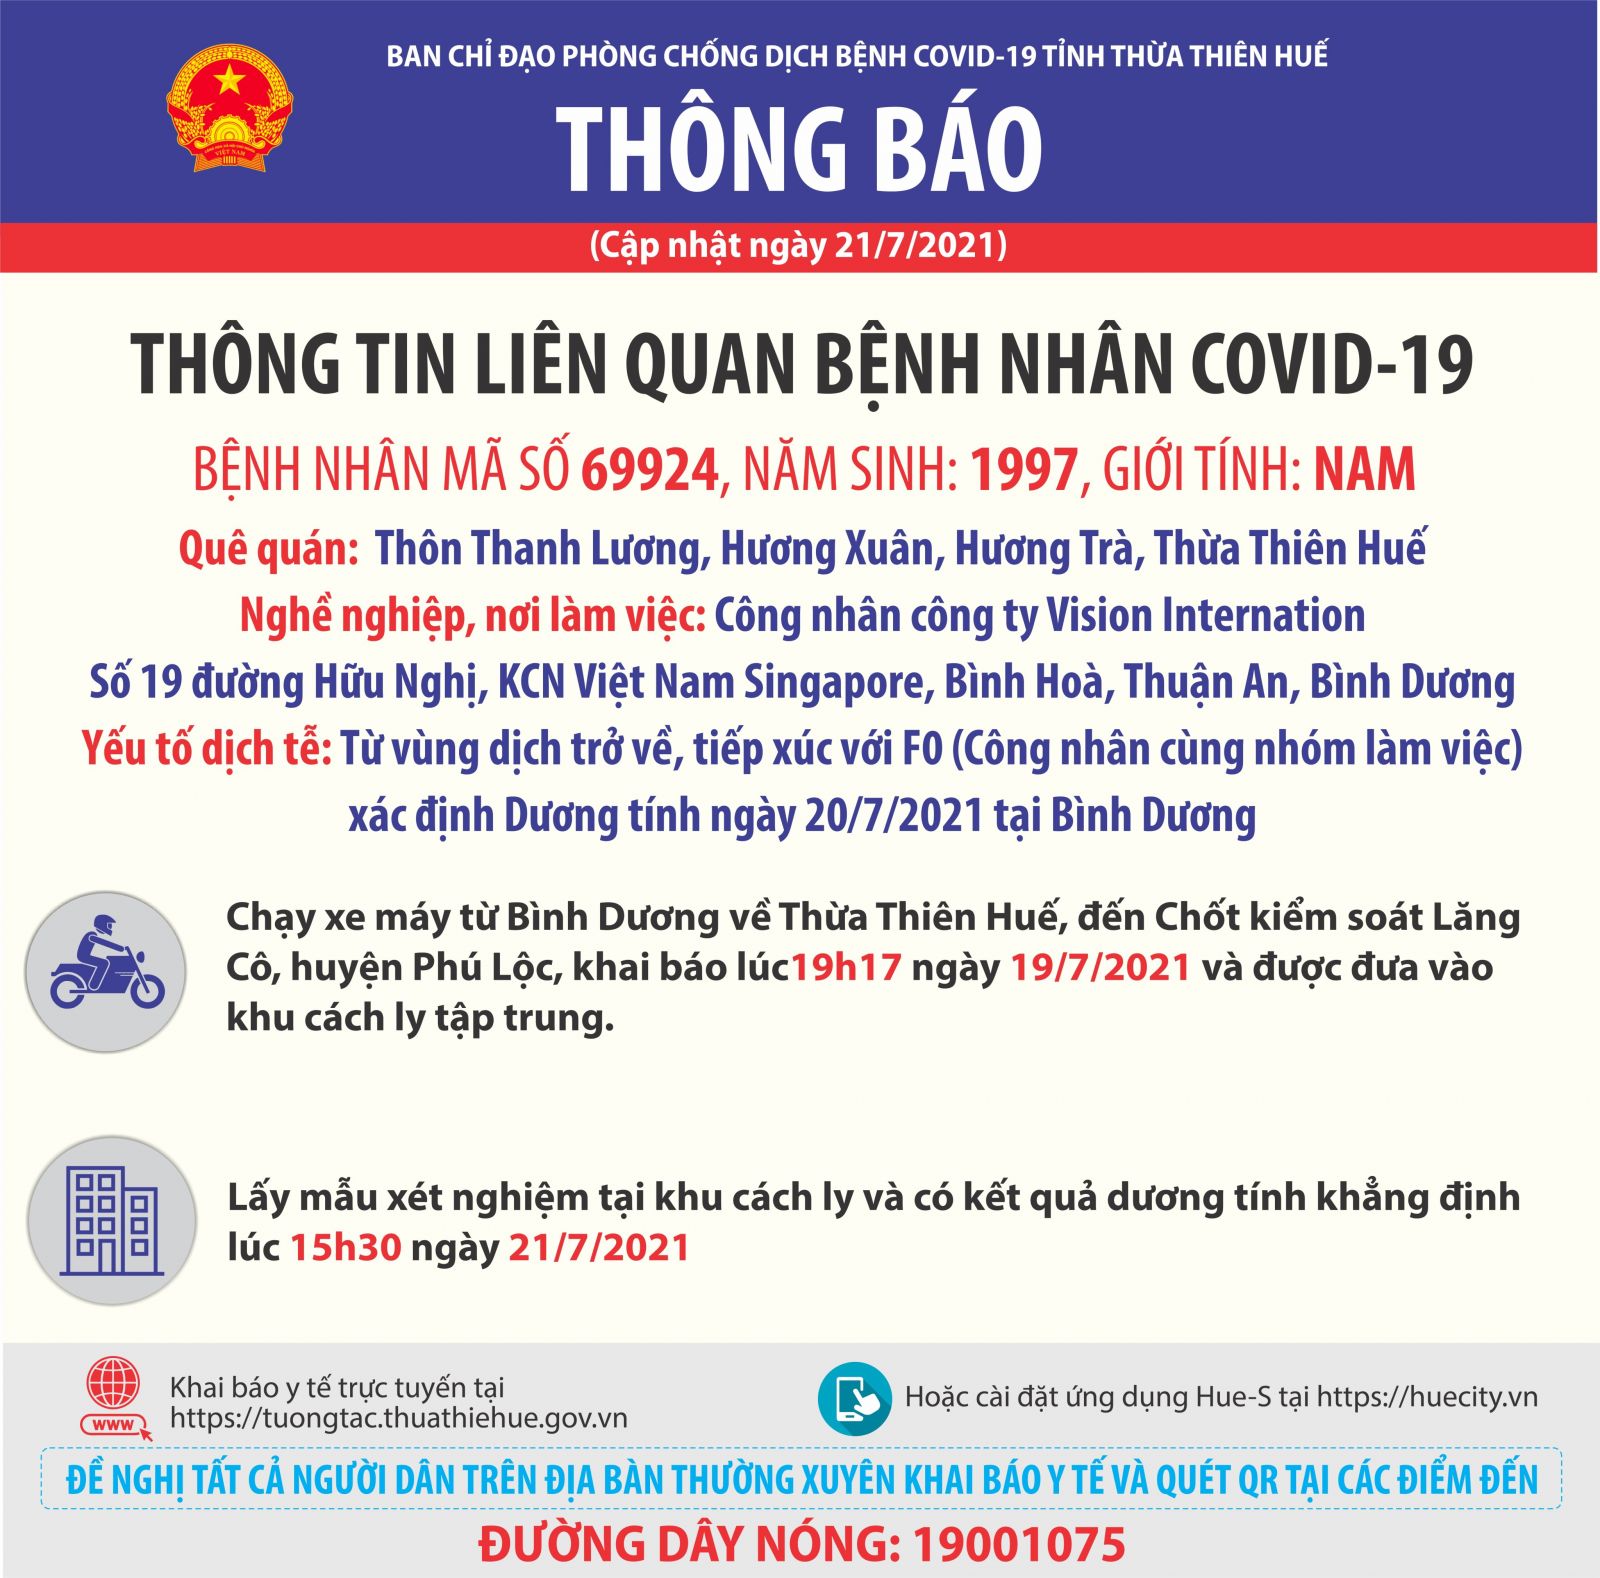 BAN CHỈ ĐẠO PHÒNG CHỐNG DỊCH BỆNH COVID-19 TỈNH THỪA THIÊN HUẾ
THÔNG BÁO
(Cập nhật ngày 21/7/2021)
THÔNG TIN LIÊN QUAN BỆNH NHÂN COVID-19
BỆNH NHÂN MÃ SỐ 69924, NĂM SINH: 1997, GIỚI TÍNH: NAM
Quê quán: Thôn Thanh Lương, Hương Xuân, Hương Trà, Thừa Thiên Huế
Nghề nghiệp, nơi làm việc: Công nhân công ty Vision Internation
Số 19 đường Hữu Nghị, KCN Việt Nam Singapore, Bình Hoà, Thuận An, Bình Dương
Yếu tố dịch tễ: Từ vùng dịch trở về, tiếp xúc với F0 (Công nhân cùng nhóm làm việc)
xác định Dương tính ngày 20/7/2021 tại Bình Dương
Chạy xe máy từ Bình Dương về Thừa Thiên Huế, đến Chốt kiểm soát Lăng
Cô, huyện Phú Lộc, khai báo lúc19h17 ngày 19/7/2021 và được đưa vào
khu cách ly tập trung.
Lấy mẫu xét nghiệm tại khu cách ly và có kết quả dương tính khẳng định
lúc 15h30 ngày 21/7/2021
Khai báo y tế trực tuyến tại
https://tuongtac.thuathiehue.gov.vn
www
Hoặc cài đặt ứng dụng Hue-S tại https://huecity.vn
ĐỀ NGHỊ TẤT CẢ NGƯỜI DÂN TRÊN ĐỊA BÀN THƯỜNG XUYÊN KHAI BÁO Y TẾ VÀ QUÉT QR TẠI CÁC ĐIỂM ĐẾN
ĐƯỜNG DÂY NÓNG: 19001075